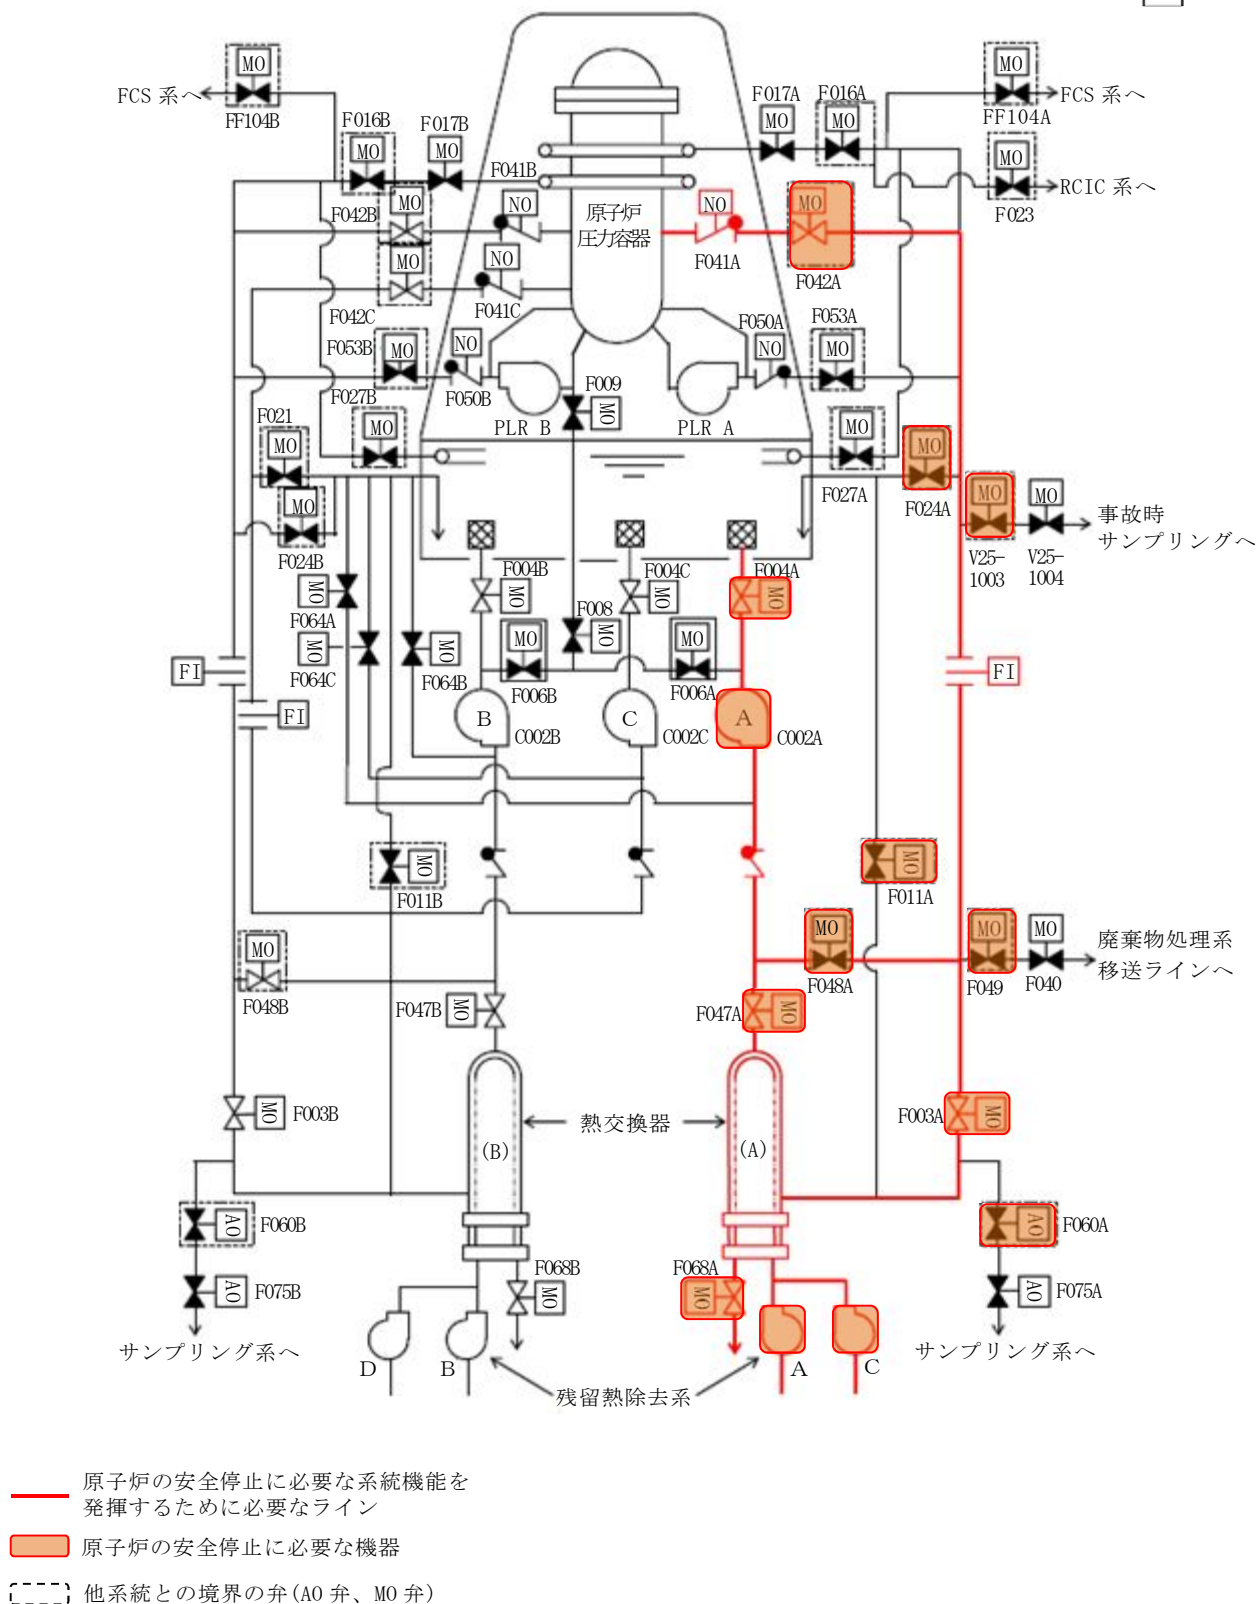 MO
MO
FCS 系へ
FF104B
F017A
F016A
FCS 系へ
FF104A
F016B
F017B
MO
MO
MO
MO
MO
F041B
RCIC 系へ
F023
F042B
MO
NO
原子炉
圧力容器
NO
MO
F041A
F042A
MO
NO
F042C
F041C
F053B
MO
NO
F050A
NO
F053A
MO
F027B
F050B
F009
MO
F021
MO
MO
PLR B
PLR A
MO
MO
F027A
F024A
MO
F024B
MO
MO
V25-
1003
V25-
1004
事故時
サンプリングへ
F004B
MO
F004C
MO
F004A
MO
MO
F064A
F008
MO
MO
F064C
MO
F064B
MO
F006B
MO
F006A
FI
FI
FI
B
C002B
C
C002C
A
C002A
MO
F011B
MO
F011A
MO
F048B
MO
F048A
MO
F049
MO
F040
廃棄物処理系
移送ラインへ
F047B
MO
F047A
MO
MO
F003B
熱交換器
F003A
MO
(B)
(A)
AO
F060B
AO
F060A
F068B
MO
F068A
MO
AO
F075B
AO
F075A
サンプリング系へ
サンプリング系へ
D
B
A
C
残留熱除去系
原子炉の安全停止に必要な系統機能を
発揮するために必要なライン
原子炉の安全停止に必要な機器
他系統との境界の弁(AO 弁、MO 弁)